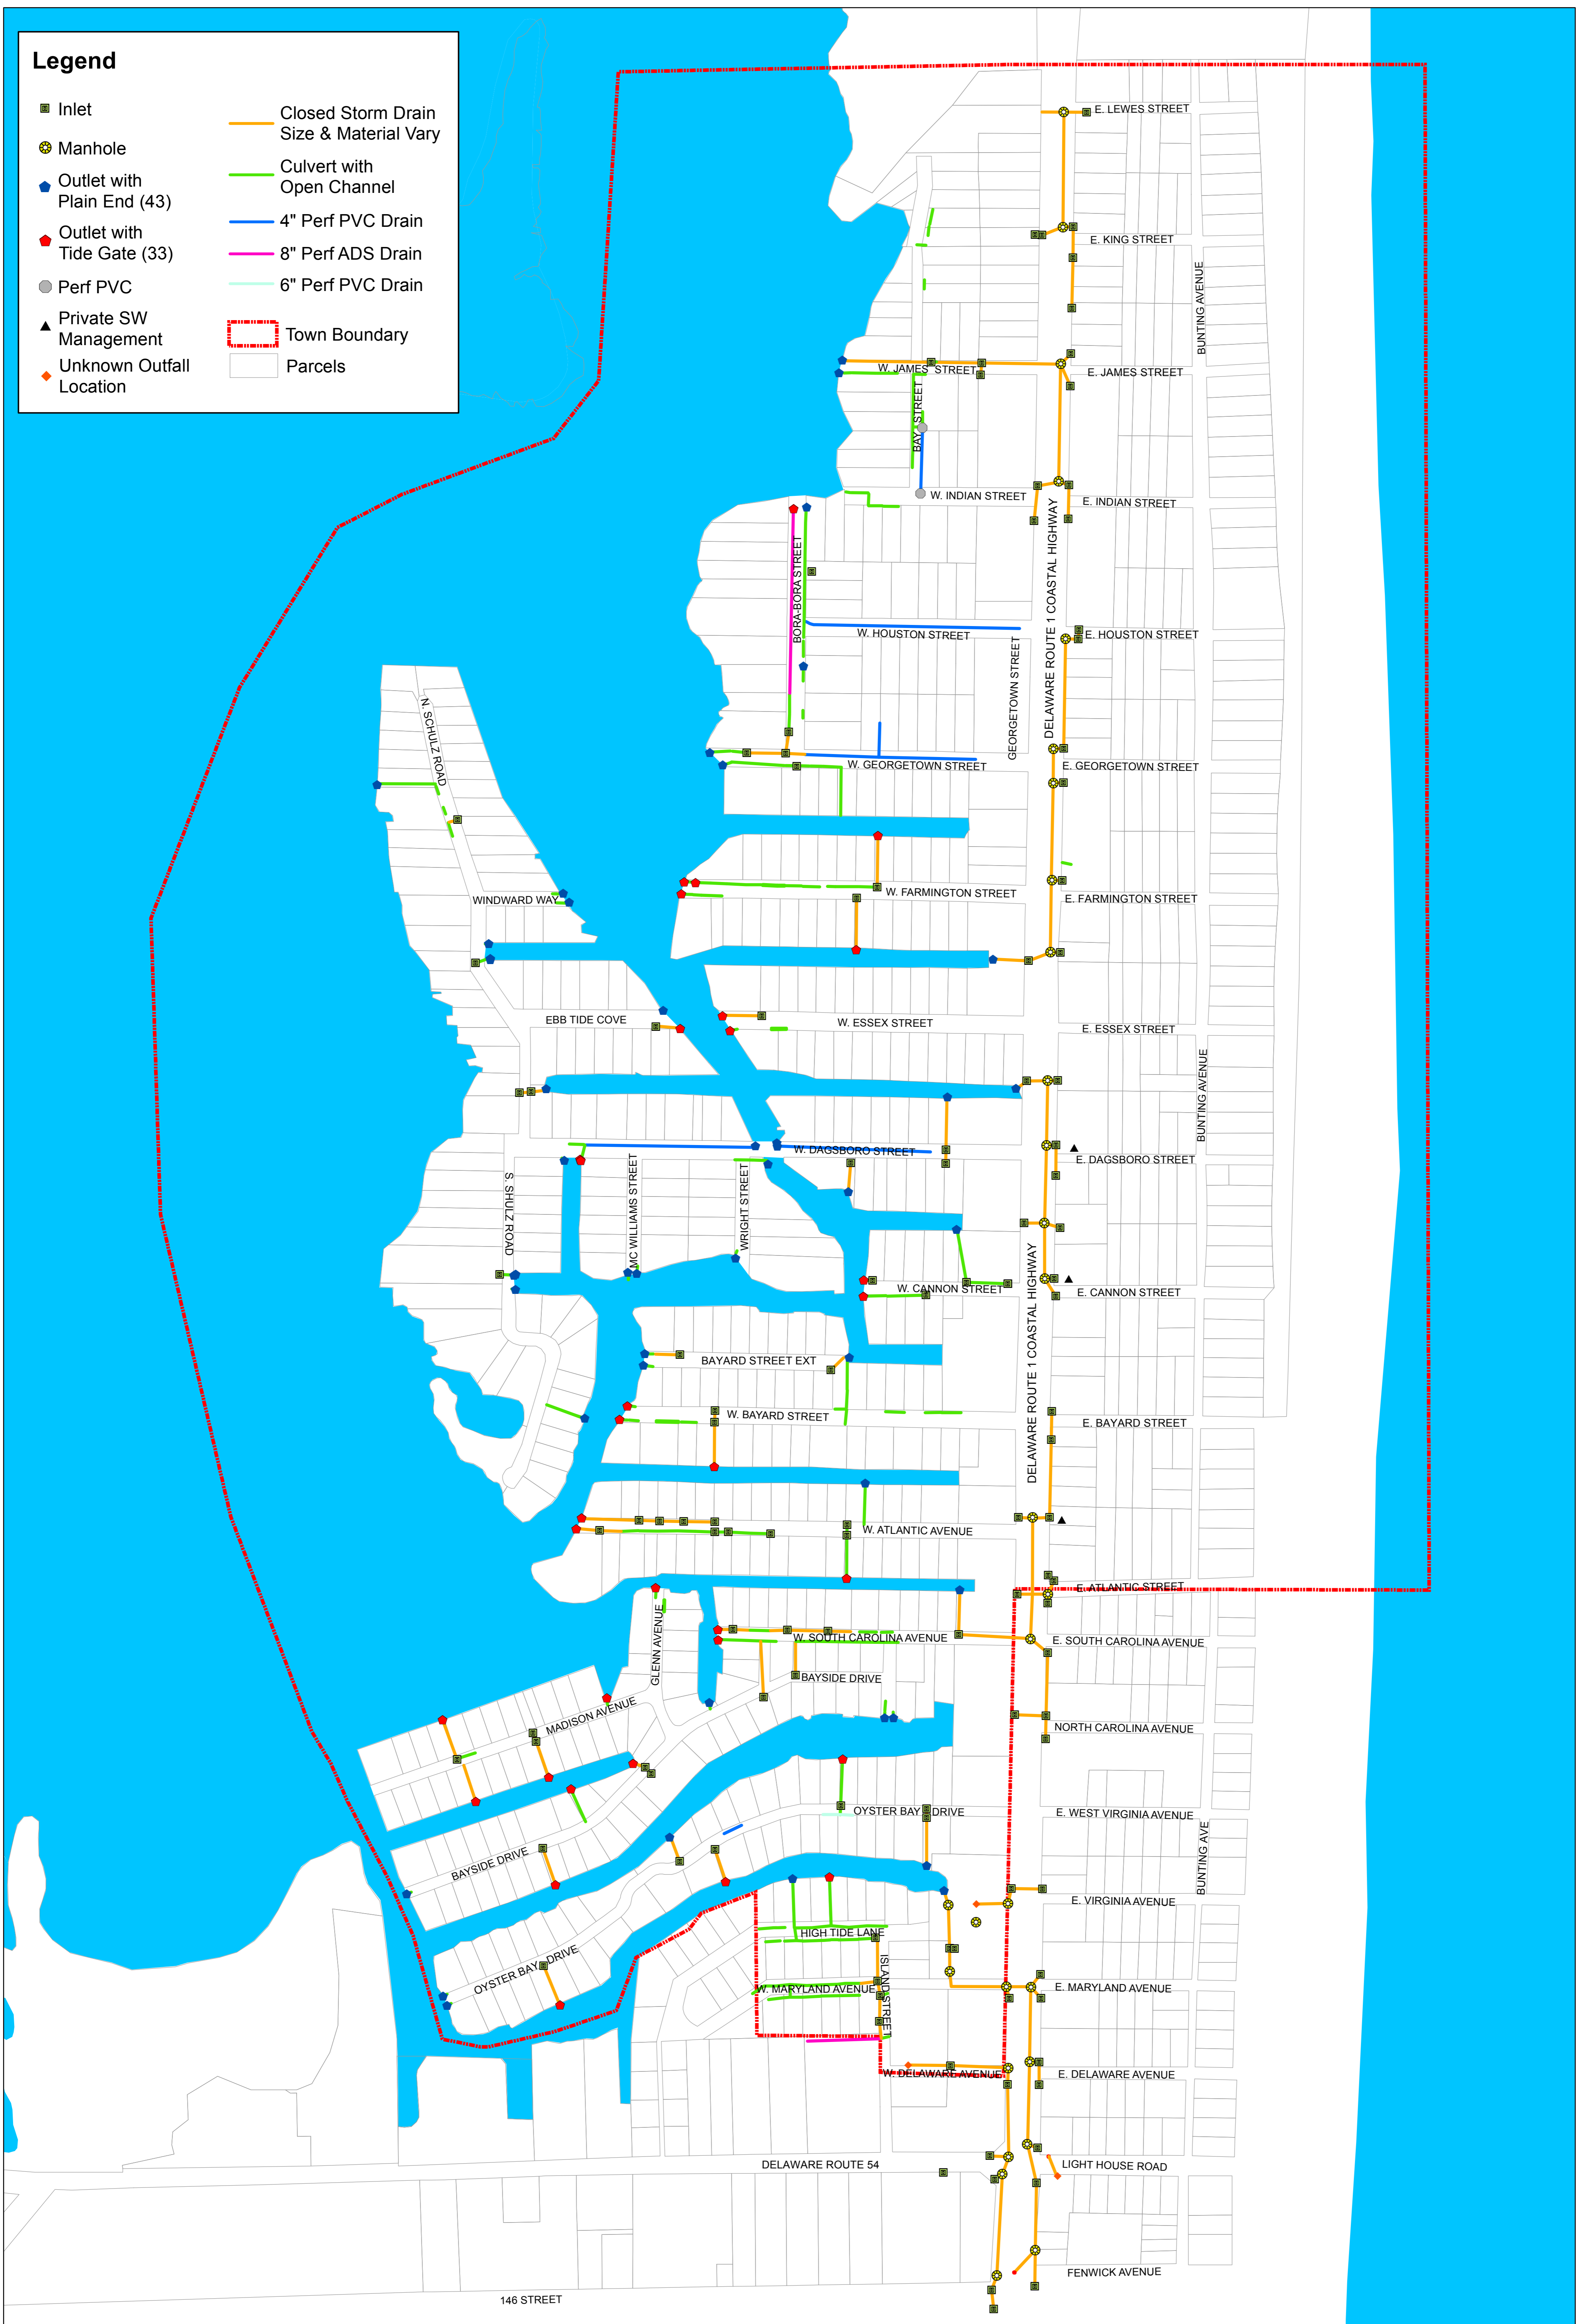 Legend
Inlet
Manhole
Outlet with
Plain End (43)
Outlet with
Tide Gate (33)
Perf PVC
Private SW
Management
Unknown Outfall
Location
Closed Storm Drain
Size & Material Vary
Culvert with
Open Channel
4" Perf PVC Drain
8" Perf ADS Drain
6" Perf PVC Drain
Town Boundary
Parcels
E. LEWES STREET
E. KING STREET
BUNTING AVENUE
W. JAMES STREET
E. JAMES STREET
BAY STREET
W. INDIAN STREET
E. INDIAN STREET
DELAWARE ROUTE 1 COASTAL HIGHWAY
BORA-BORA STREET
W. HOUSTON STREET
E. HOUSTON STREET
GEORGETOWN STREET
N. SCHULZ ROAD
W. GEORGETOWN STREET
E. GEORGETOWN STREET
W. FARMINGTON STREET
E. FARMINGTON STREET
WINDWARD WAY
EBB TIDE COVE
W. ESSEX STREET
E. ESSEX STREET
BUNTING AVENUE
W. DAGSBORO STREET
E. DAGSBORO STREET
S. SHULZ ROAD
MC WILLIAMS STREET
WRIGHT STREET
W. CANNON STREET
E. CANNON STREET
DELAWARE ROUTE 1 COASTAL HIGHWAY
BAYARD STREET EXT
W. BAYARD STREET
E. BAYARD STREET
W. ATLANTIC AVENUE
E. ATLANTIC STREET
GLENN AVENUE
W. SOUTH CAROLINA AVENUE
E. SOUTH CAROLINA AVENUE
BAYSIDE DRIVE
MADISON AVENUE
NORTH CAROLINA AVENUE
OYSTER BAY DRIVE
E. WEST VIRGINIA AVENUE
BUNTING AVE
BAYSIDE DRIVE
E. VIRGINIA AVENUE
HIGH TIDE LANE
ISLAND STREET
OYSTER BAY DRIVE
W. MARYLAND AVENUE
E. MARYLAND AVENUE
W. DELAWARE AVENUE
E. DELAWARE AVENUE
DELAWARE ROUTE 54
LIGHT HOUSE ROAD
FENWICK AVENUE
146 STREET